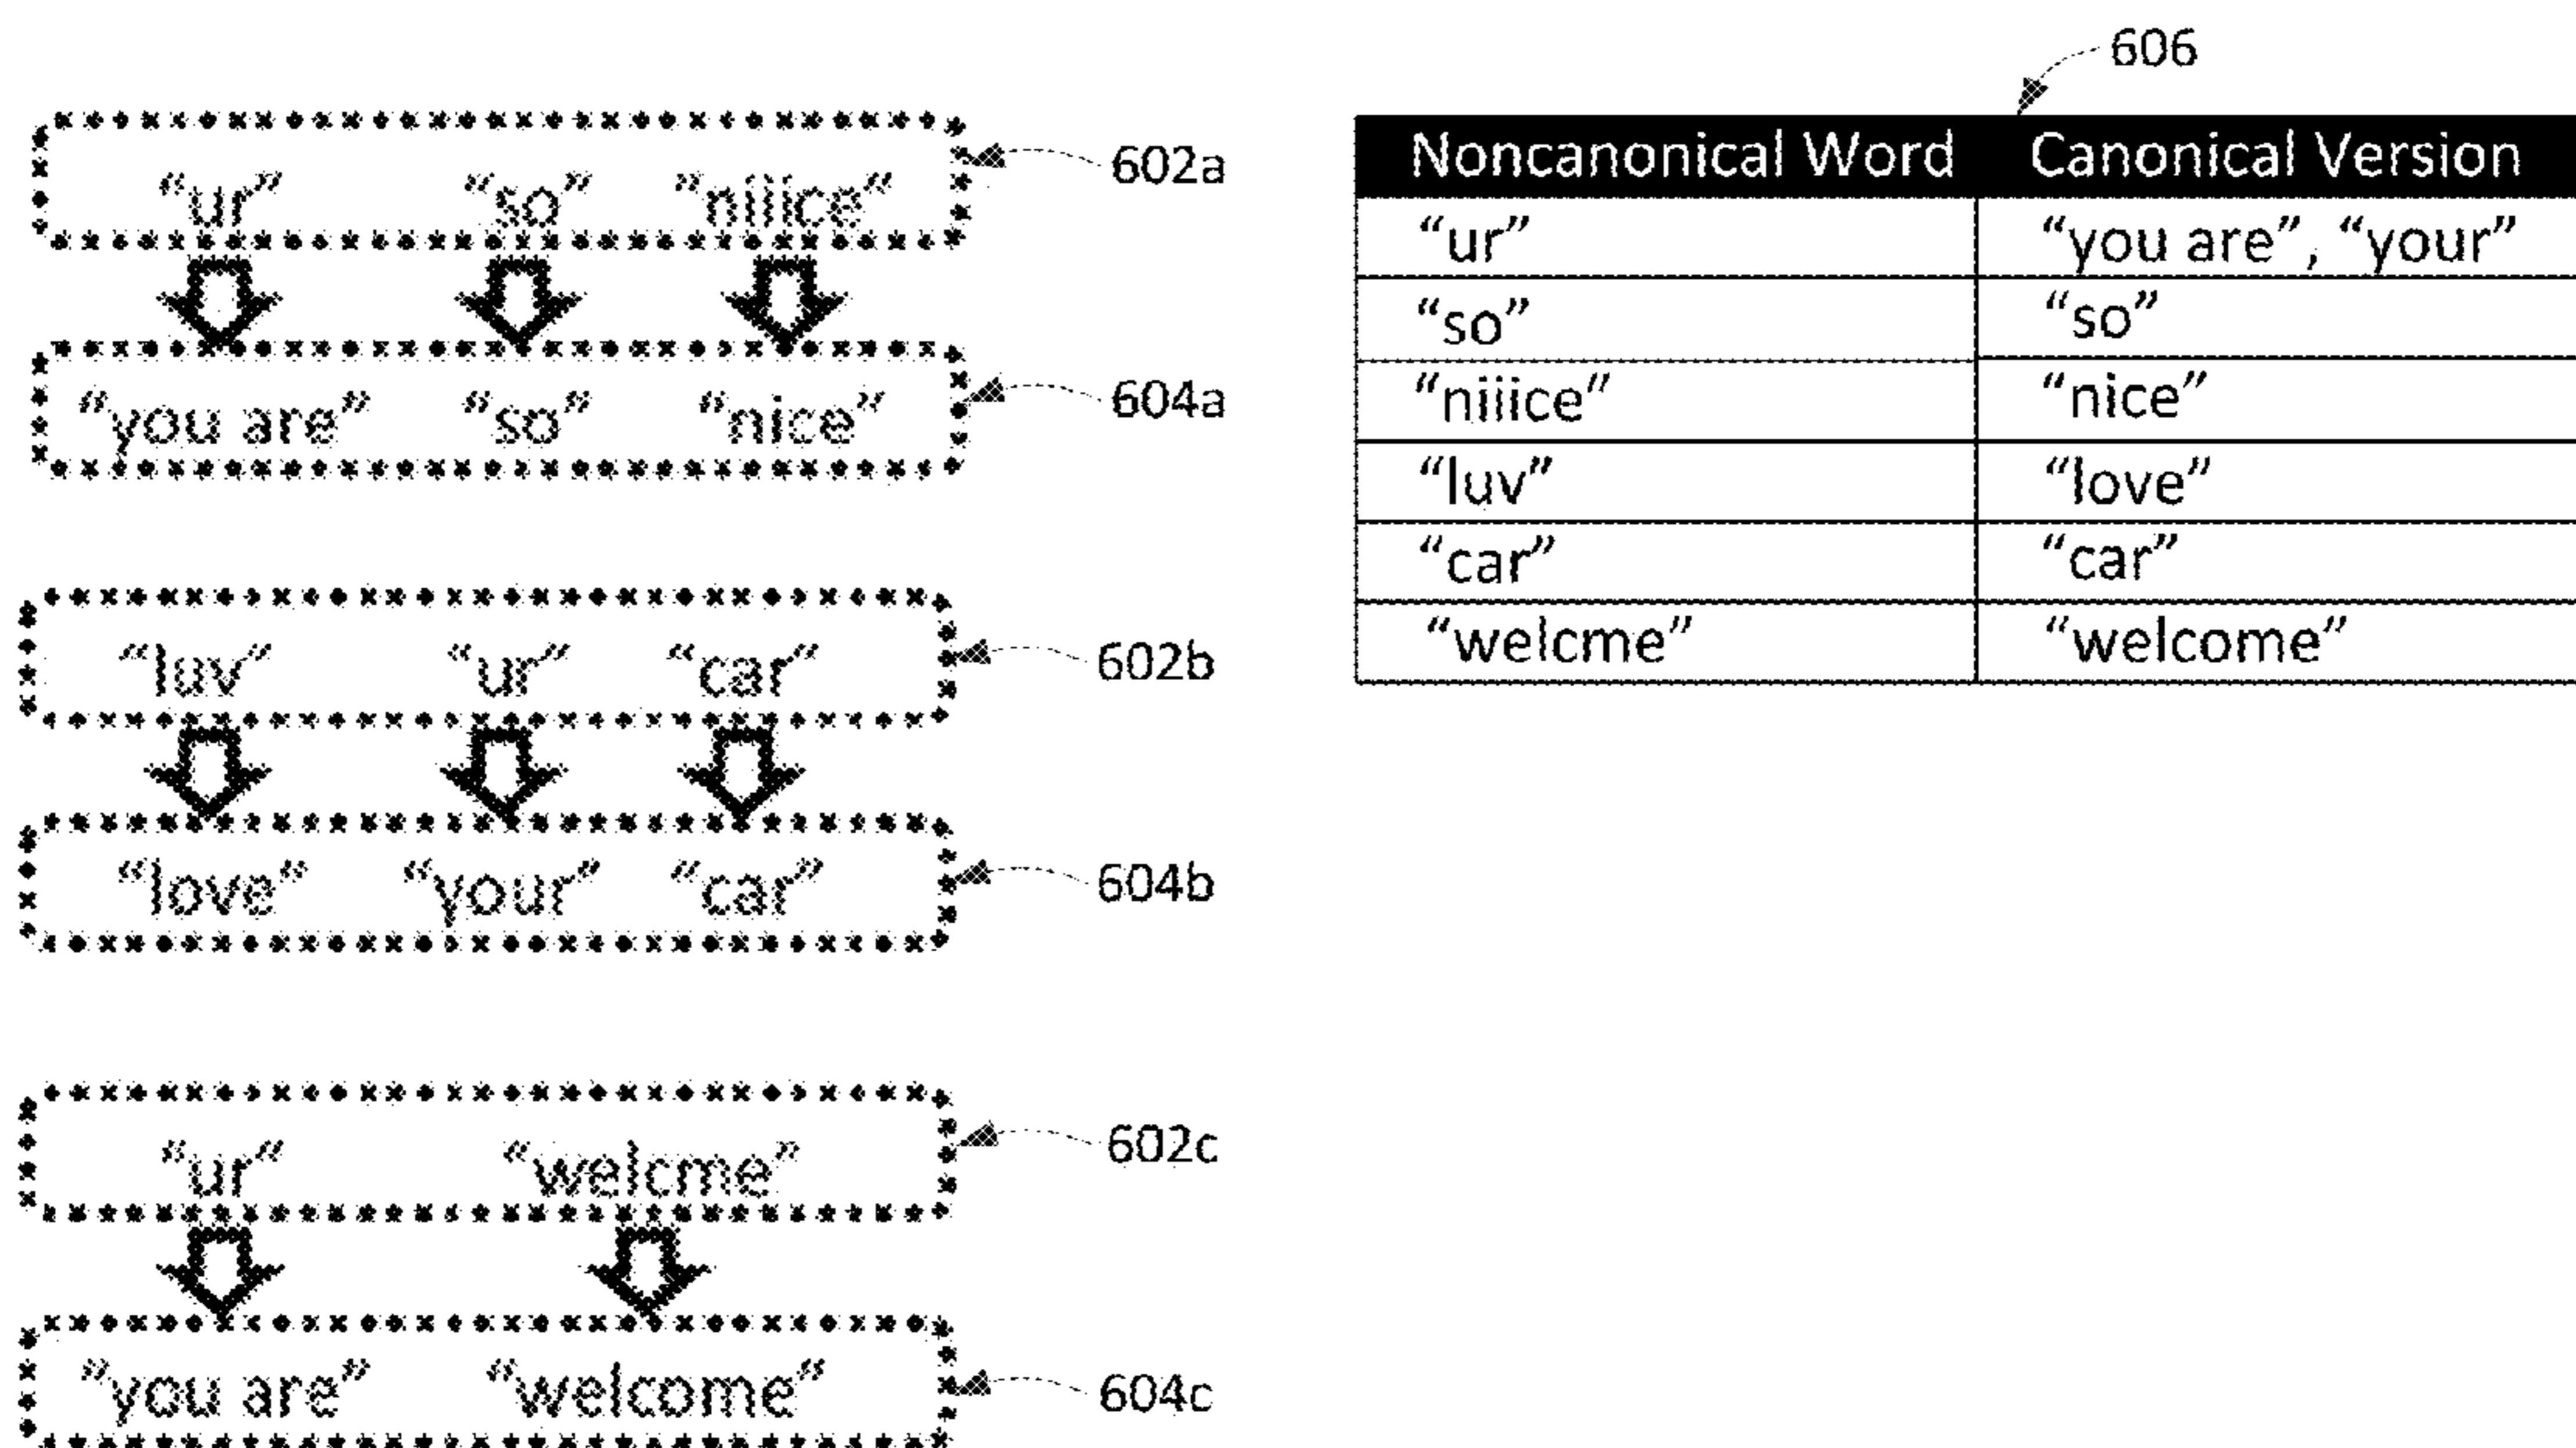 606
“ur” “so” “niiice” 602a
“you are” “so” “nice” 604a
“luv” “ur” “car” 602b
“love” “your” “car” 604b
“ur“ “welcme” 602c
“you are” “welcome“ 604c
Noncanonical Word Canonical Version
“ur” “you are”, “your”
“so” “so”
“niiice” “nice”
“luv” “love”
“car” “car”
“welcme” “welcome”